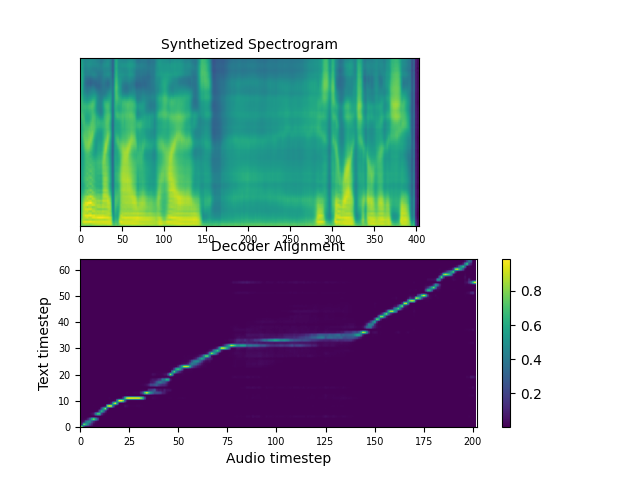 Synthetized Spectrogram
0 50 100 150 200 250 300 350 400
Decoder Alignment
60
50
40
30
20
10
0
Text timestep
0 25 50 75 100 125 150 175 200
Audio timestep
0.8
0.6
0.4
0.2